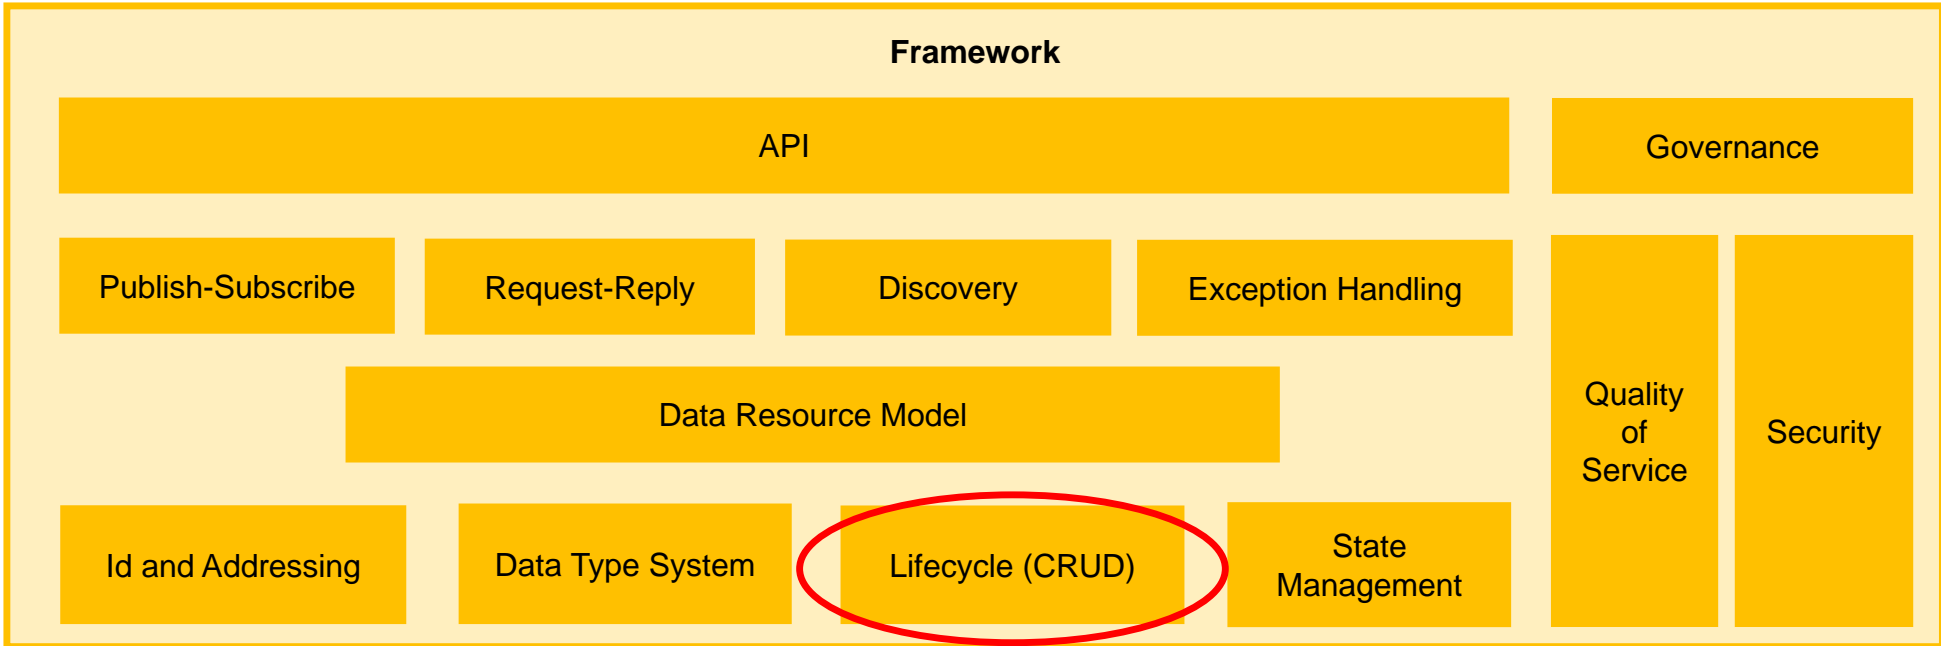 Framework
API
Governance
Publish-Subscribe
Request-Reply
Discovery
Exception Handling
Data Resource Model
Quality
of
Service
Security
Id and Addressing
Data Type System
Lifecycle (CRUD)
State
Management